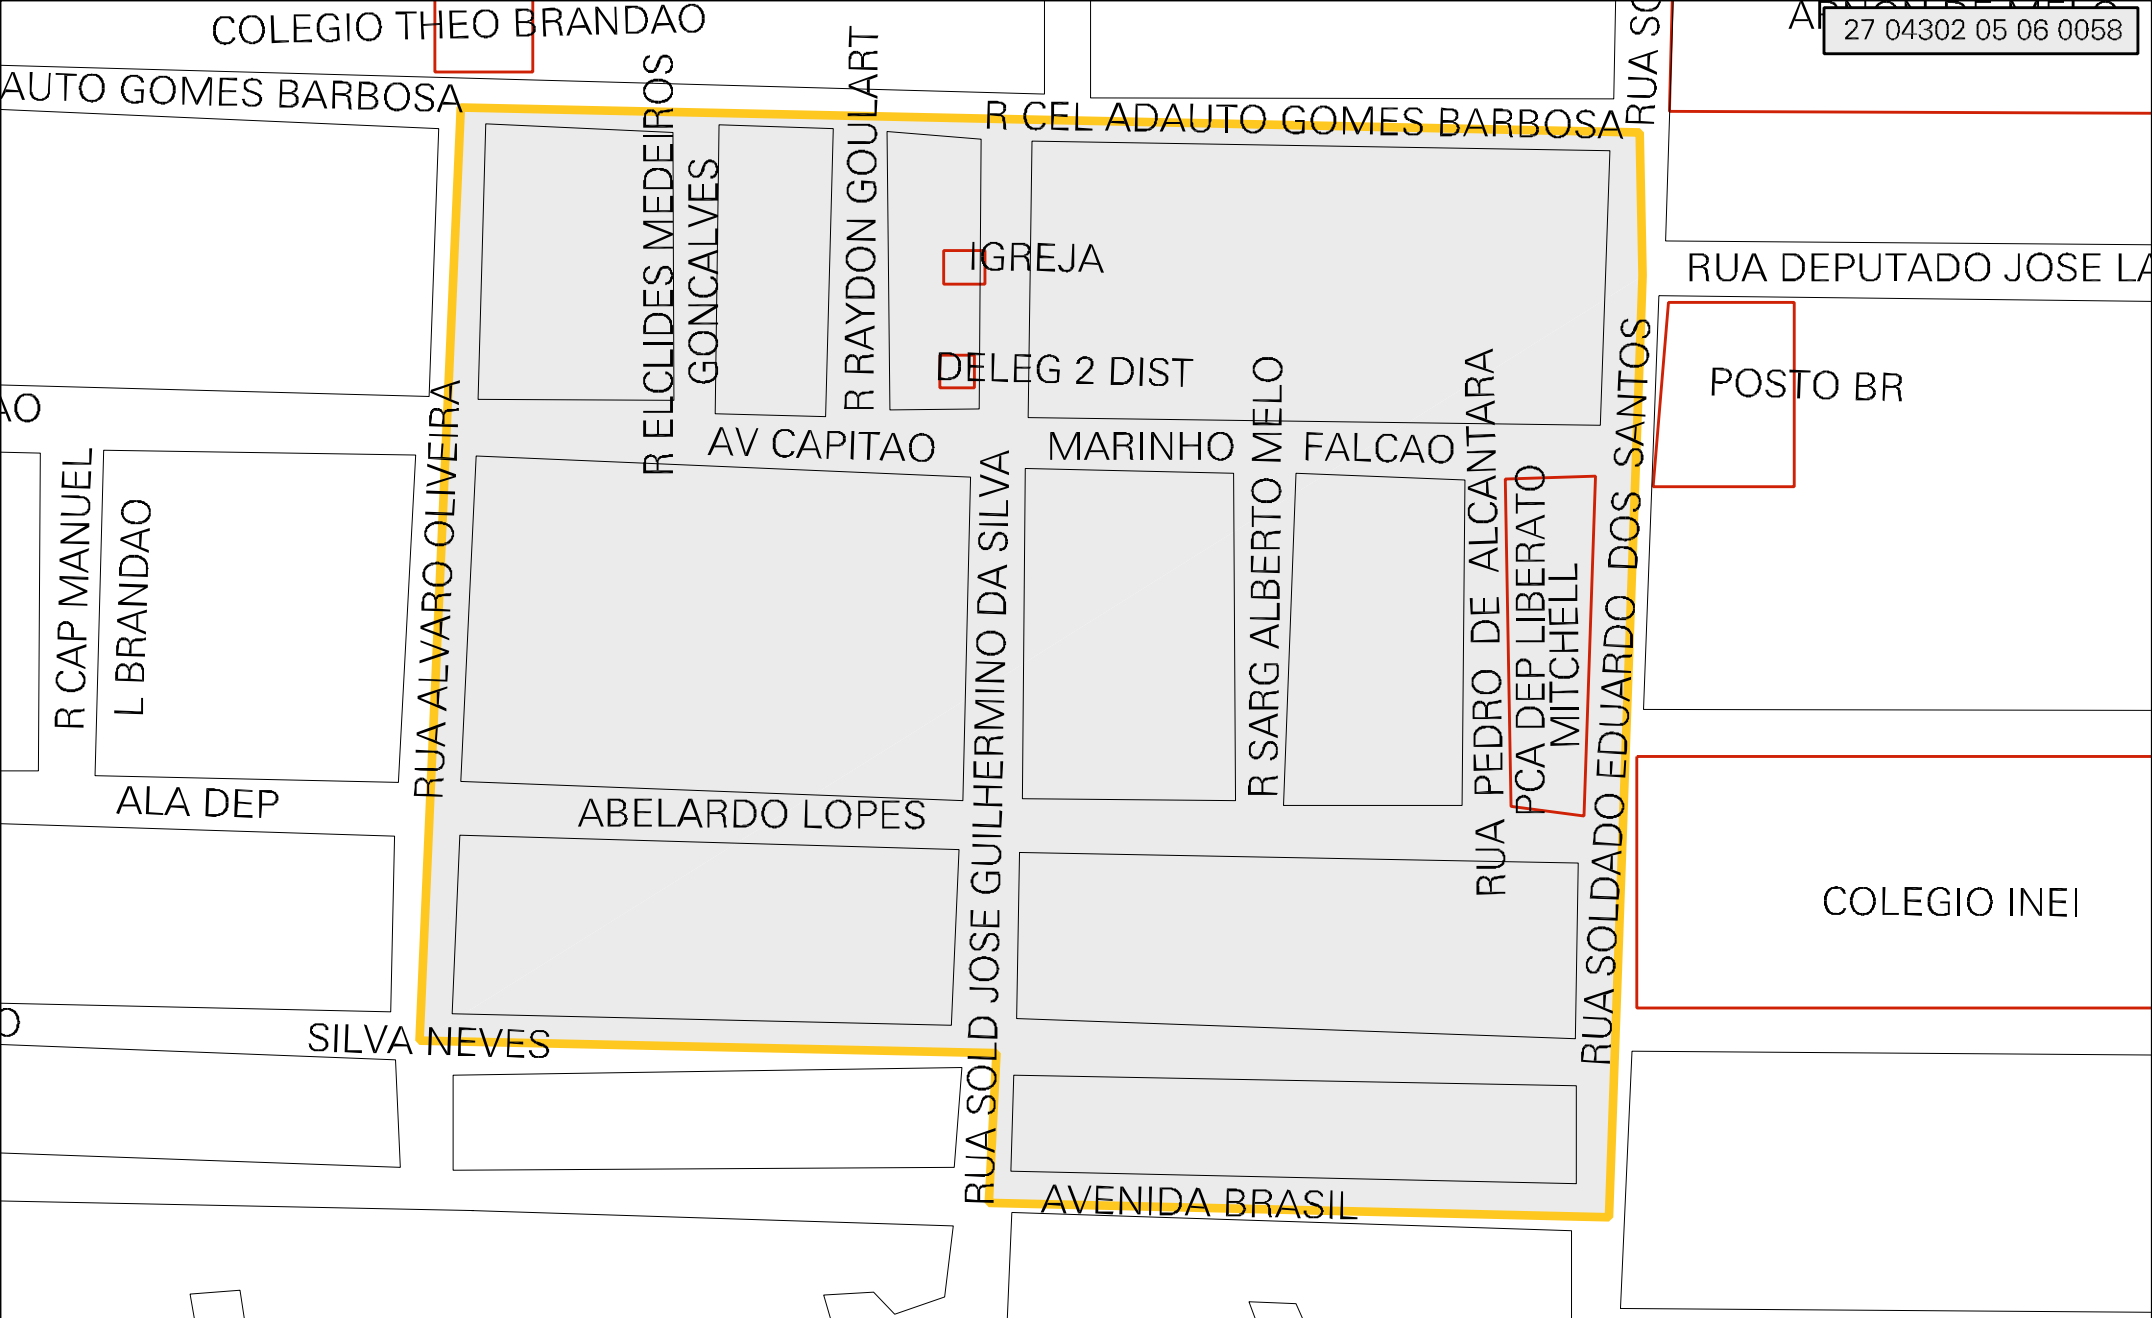 COLEGIO THEO BRANDAO
27 04302 05 06 0058
AUTO GOMES BARBOSA
R CEL ADAUTO GOMES BARBOSA
R ELCLIDES MEDEIROS
GONCALVES
R RAYDON GOULART
IGREJA
RUA DEPUTADO JOSE LA
DELEG 2 DIST
POSTO BR
AO
AV CAPITAO MARINHO FALCAO
R CAP MANUEL
L BRANDAO
RUA ALVARO OLIVEIRA
RUA SOLD JOSE GUILHERMINO DA SILVA
R SARG ALBERTO MELO
RUA PEDRO DE ALCANTARA
PCA DEP LIBERATO
MITCHELL
RUA SOLDADO EDUARDO DOS SANTOS
RUA SO
ALA DEP ABELARDO LOPES
COLEGIO INEI
O
SILVA NEVES
AVENIDA BRASIL